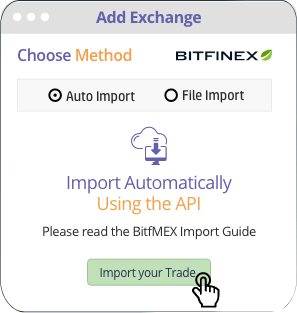 Add Exchange
Choose Method
BITFINEX
Auto Import
File Import
Import Automatically
Using the API
Please read the BitfMEX Import Guide
Import your Trade